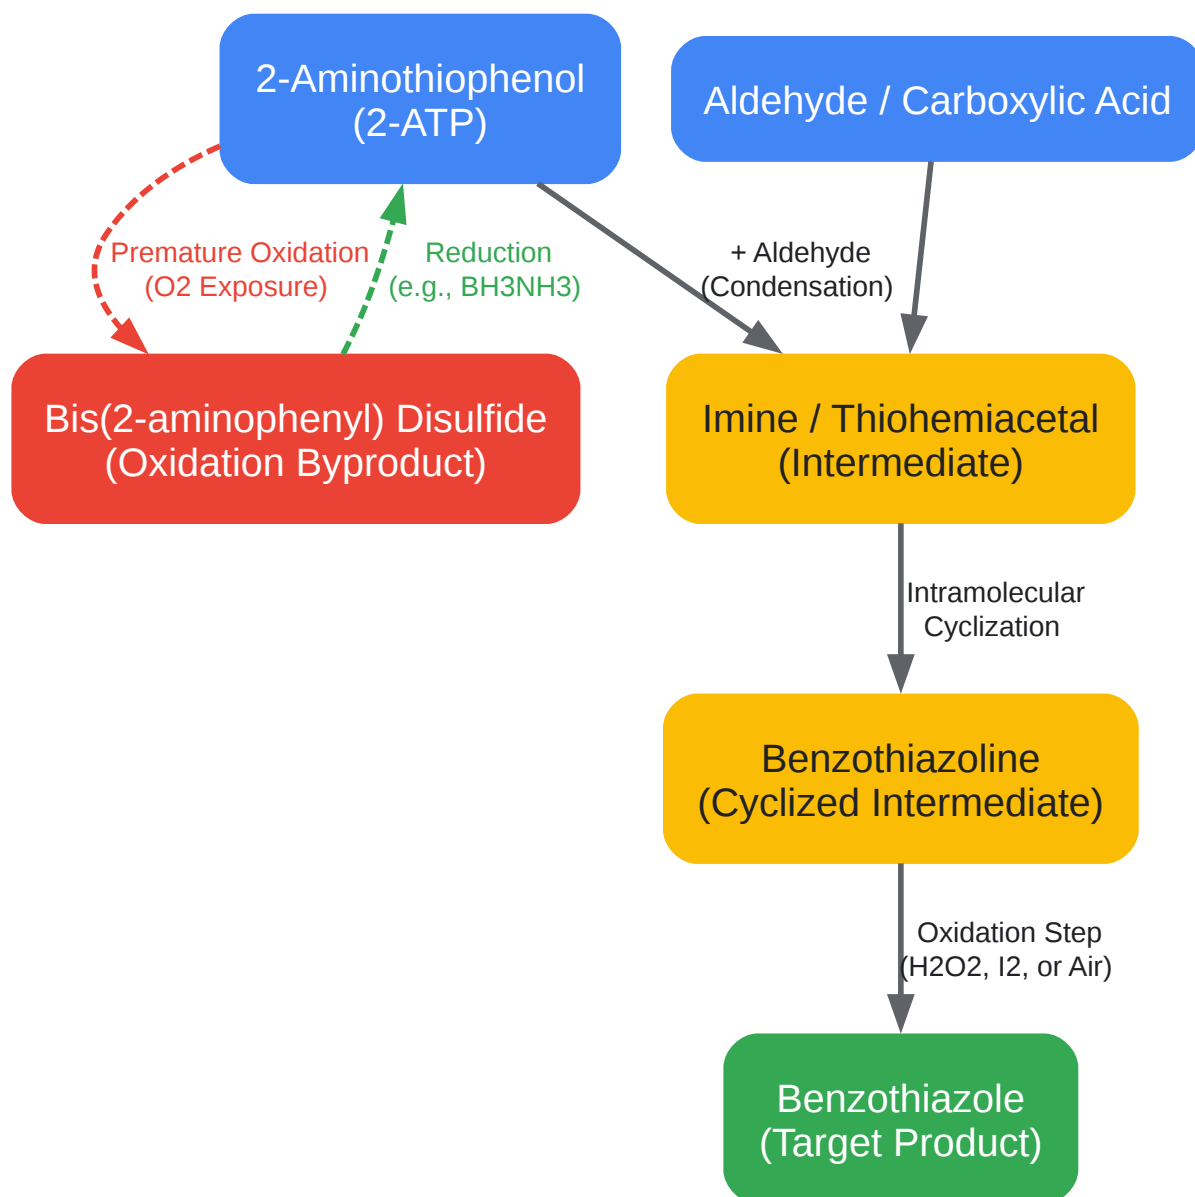 2-Aminothiophenol
(2-ATP)
Aldehyde / Carboxylic Acid
Premature Oxidation
(O2 Exposure)
Reduction
(e.g., BH3NH3)
+ Aldehyde
(Condensation)
Bis(2-aminophenyl) Disulfide
(Oxidation Byproduct)
Imine / Thiohemiacetal
(Intermediate)
Intramolecular
Cyclization
Benzothiazoline
(Cyclized Intermediate)
Oxidation Step
(H2O2, I2, or Air)
Benzothiazole
(Target Product)